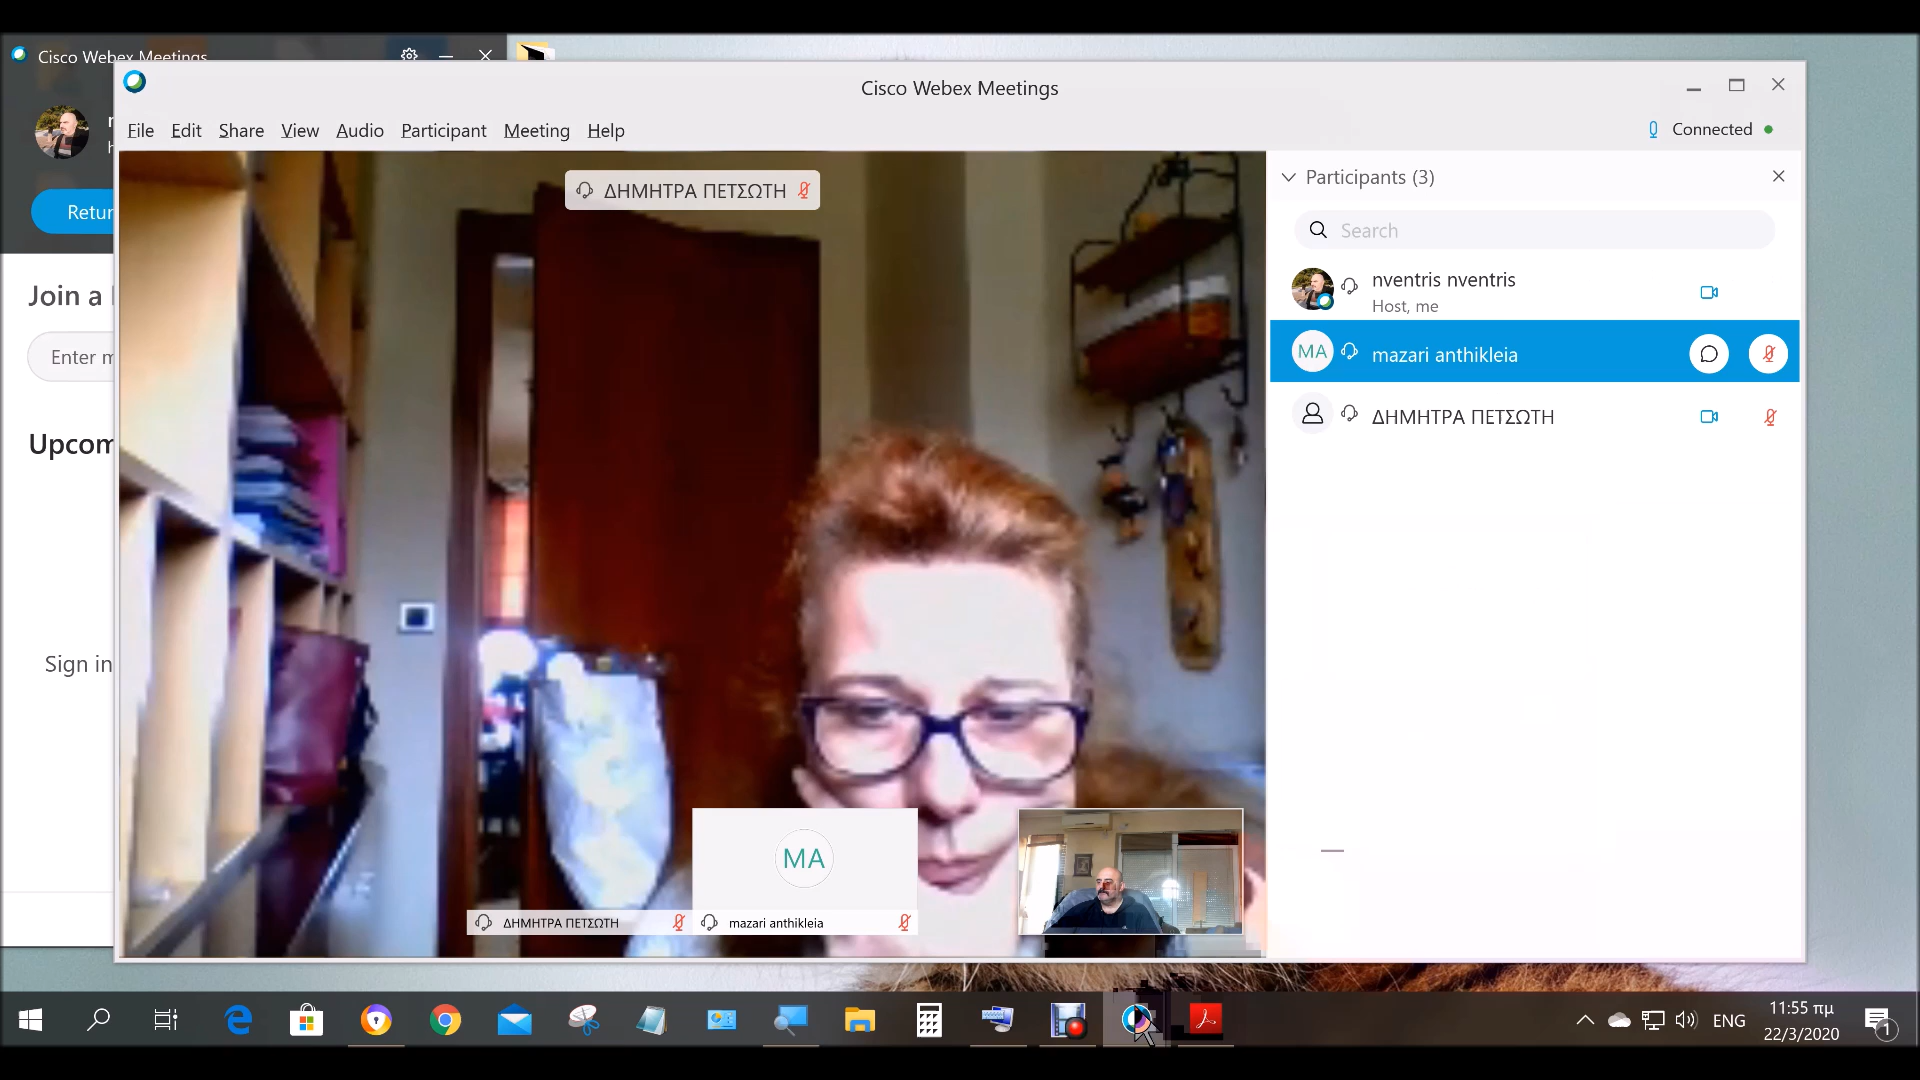 Cisco Webex Meetings
Cisco Webex Meetings
File Edit Share View Audio Participant Meeting Help
Connected
Retur
Join a
Enter m
Upcom
Sign in
ΔΗΜΗΤΡΑ ΠΕΤΣΩΤΗ
Participants (3)
Search
nventris nventris
Host, me
MA mazari anthikleia
ΔΗΜΗΤΡΑ ΠΕΤΣΩΤΗ
MA
ΔΗΜΗΤΡΑ ΠΕΤΣΩΤΗ
mazari anthikleia
ENG
11:55 πμ
22/3/2020
1